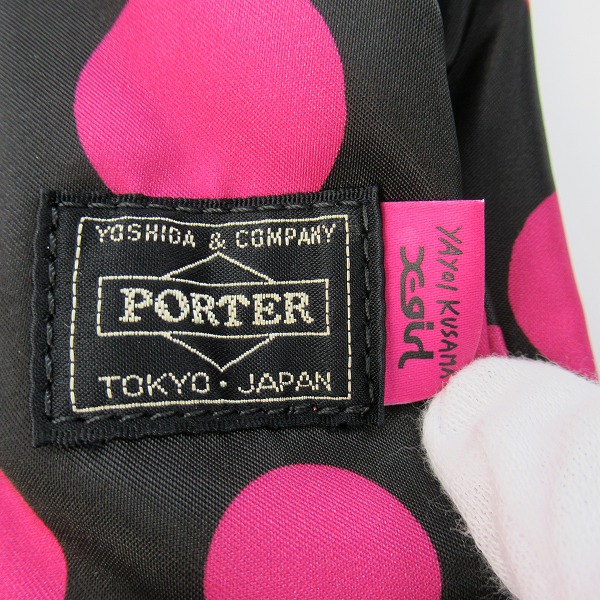 YOSHIDA & COMPANY
PORTER
TOKYO · JAPAN
YAYOI KUSAMA
X-girl